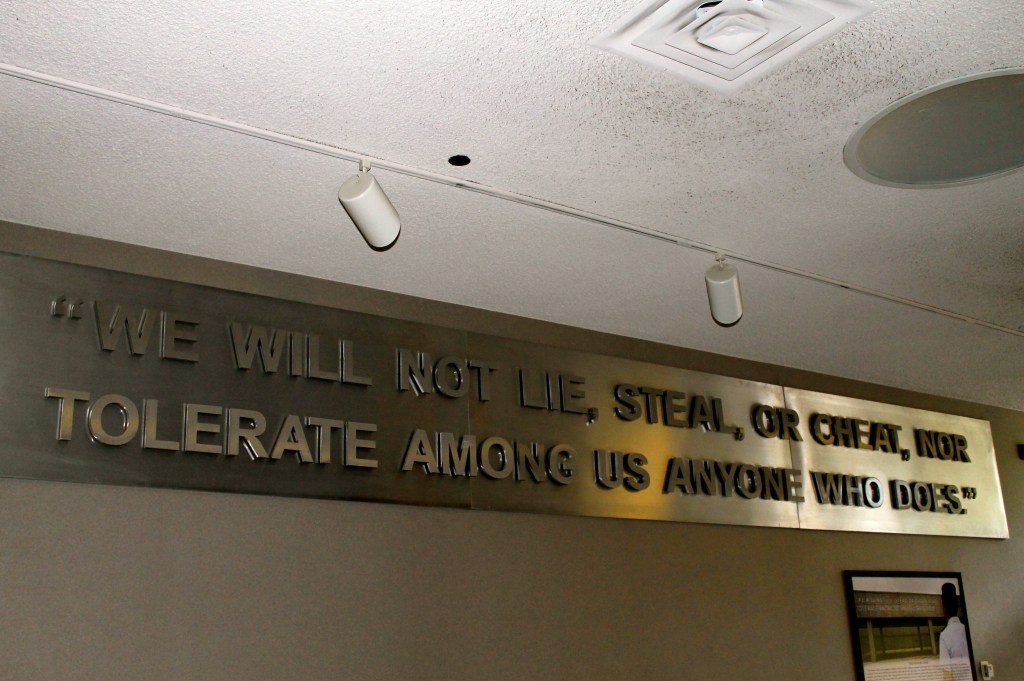 “WE WILL NOT LIE, STEAL, OR CHEAT, NOR
TOLERATE AMONG US ANYONE WHO DOES.”